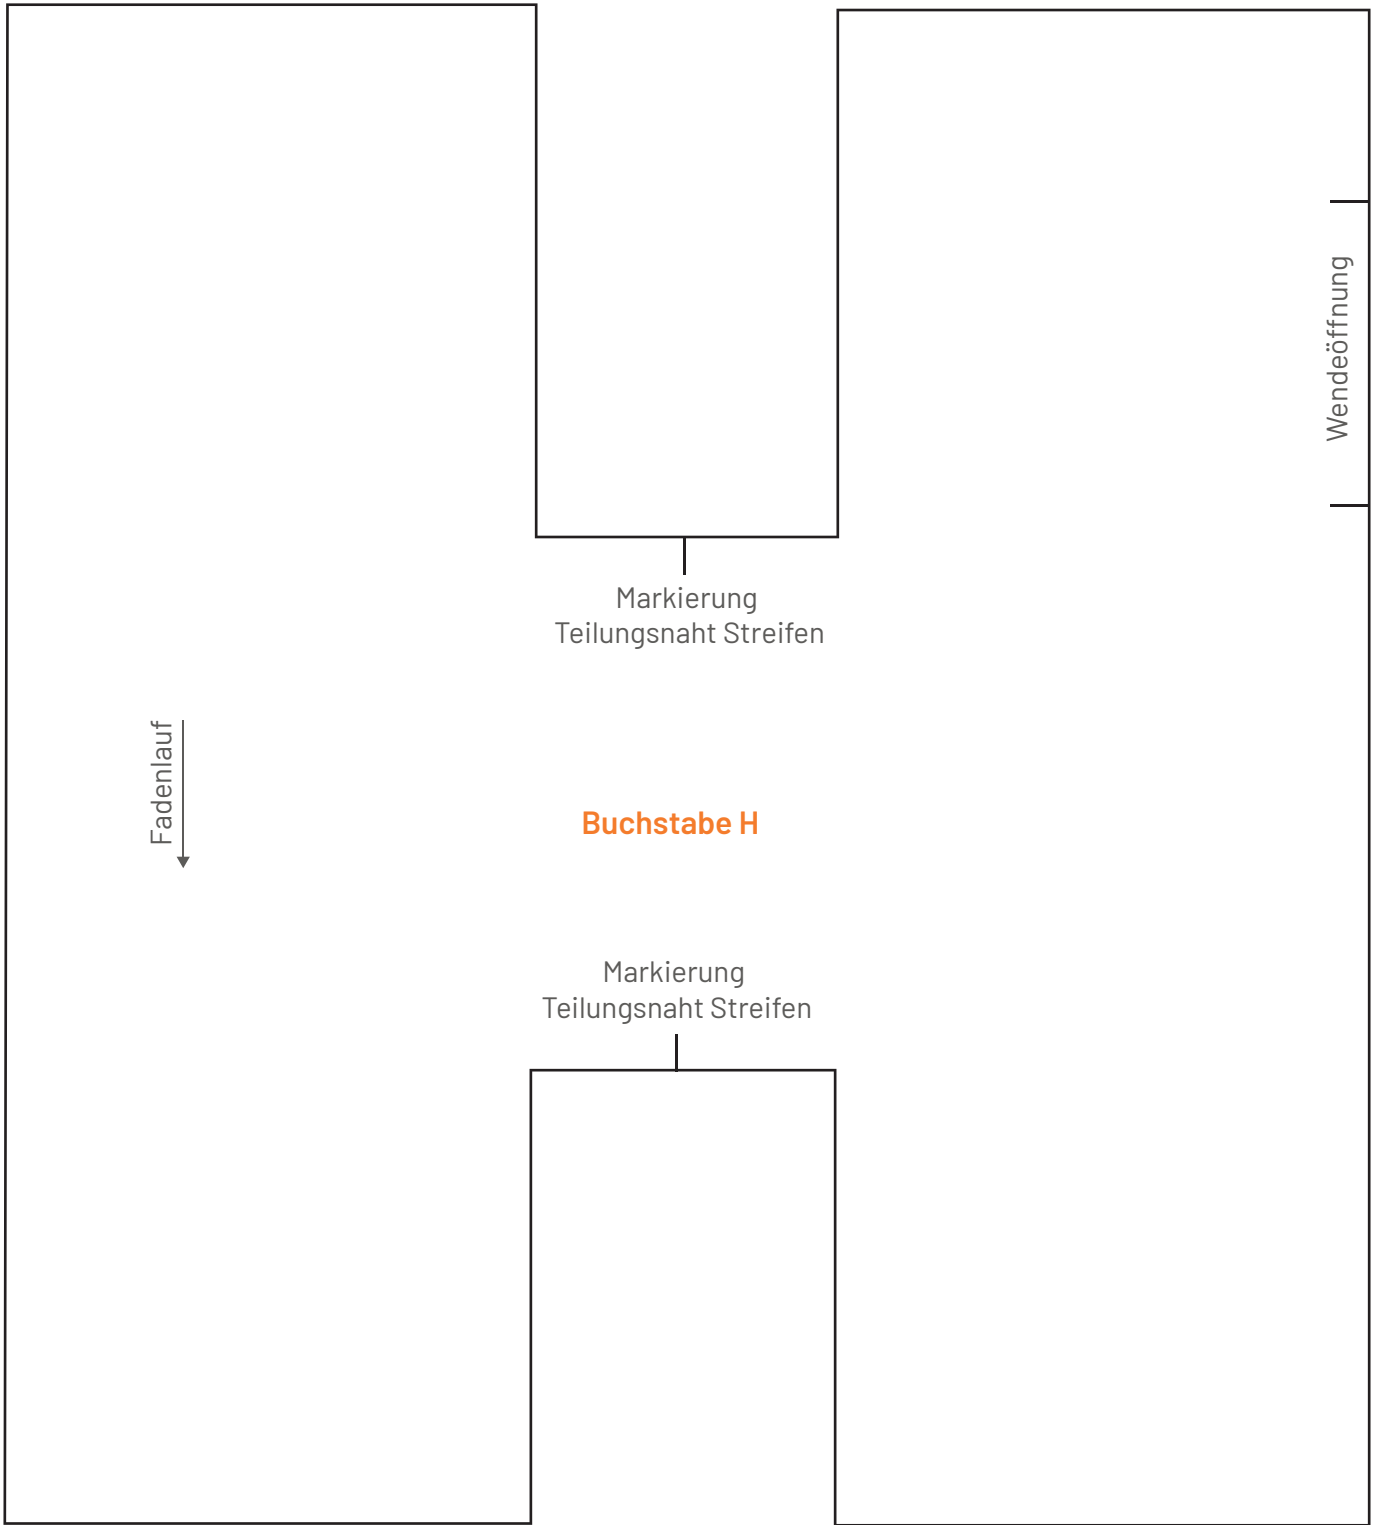 Wendeöffnung
Markierung
Teilungsnaht Streifen
Fadenlauf
Buchstabe H
Markierung
Teilungsnaht Streifen